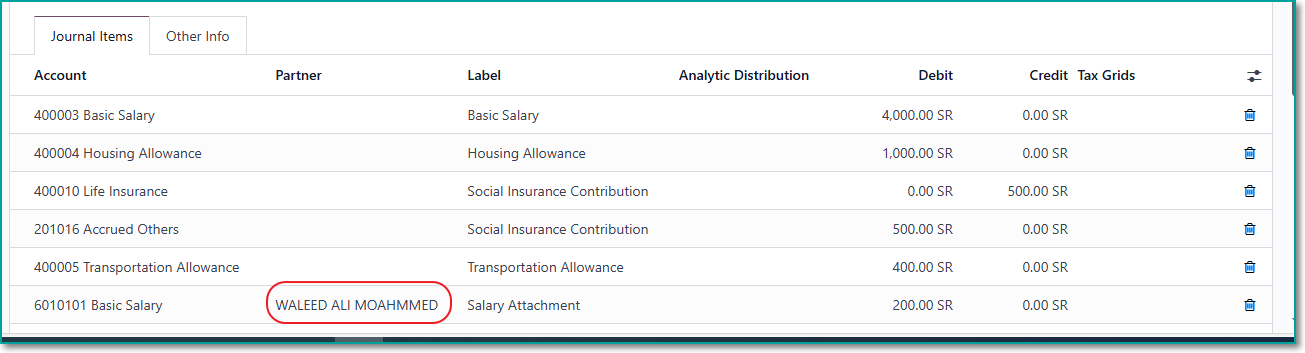 Journal Items Other Info
Account Partner Label Analytic Distribution Debit Credit Tax Grids
400003 Basic Salary Basic Salary 4,000.00 SR 0.00 SR
400004 Housing Allowance Housing Allowance 1,000.00 SR 0.00 SR
400010 Life Insurance Social Insurance Contribution 0.00 SR 500.00 SR
201016 Accrued Others Social Insurance Contribution 500.00 SR 0.00 SR
400005 Transportation Allowance Transportation Allowance 400.00 SR 0.00 SR
6010101 Basic Salary WALEED ALI MOAHMMED Salary Attachment 200.00 SR 0.00 SR